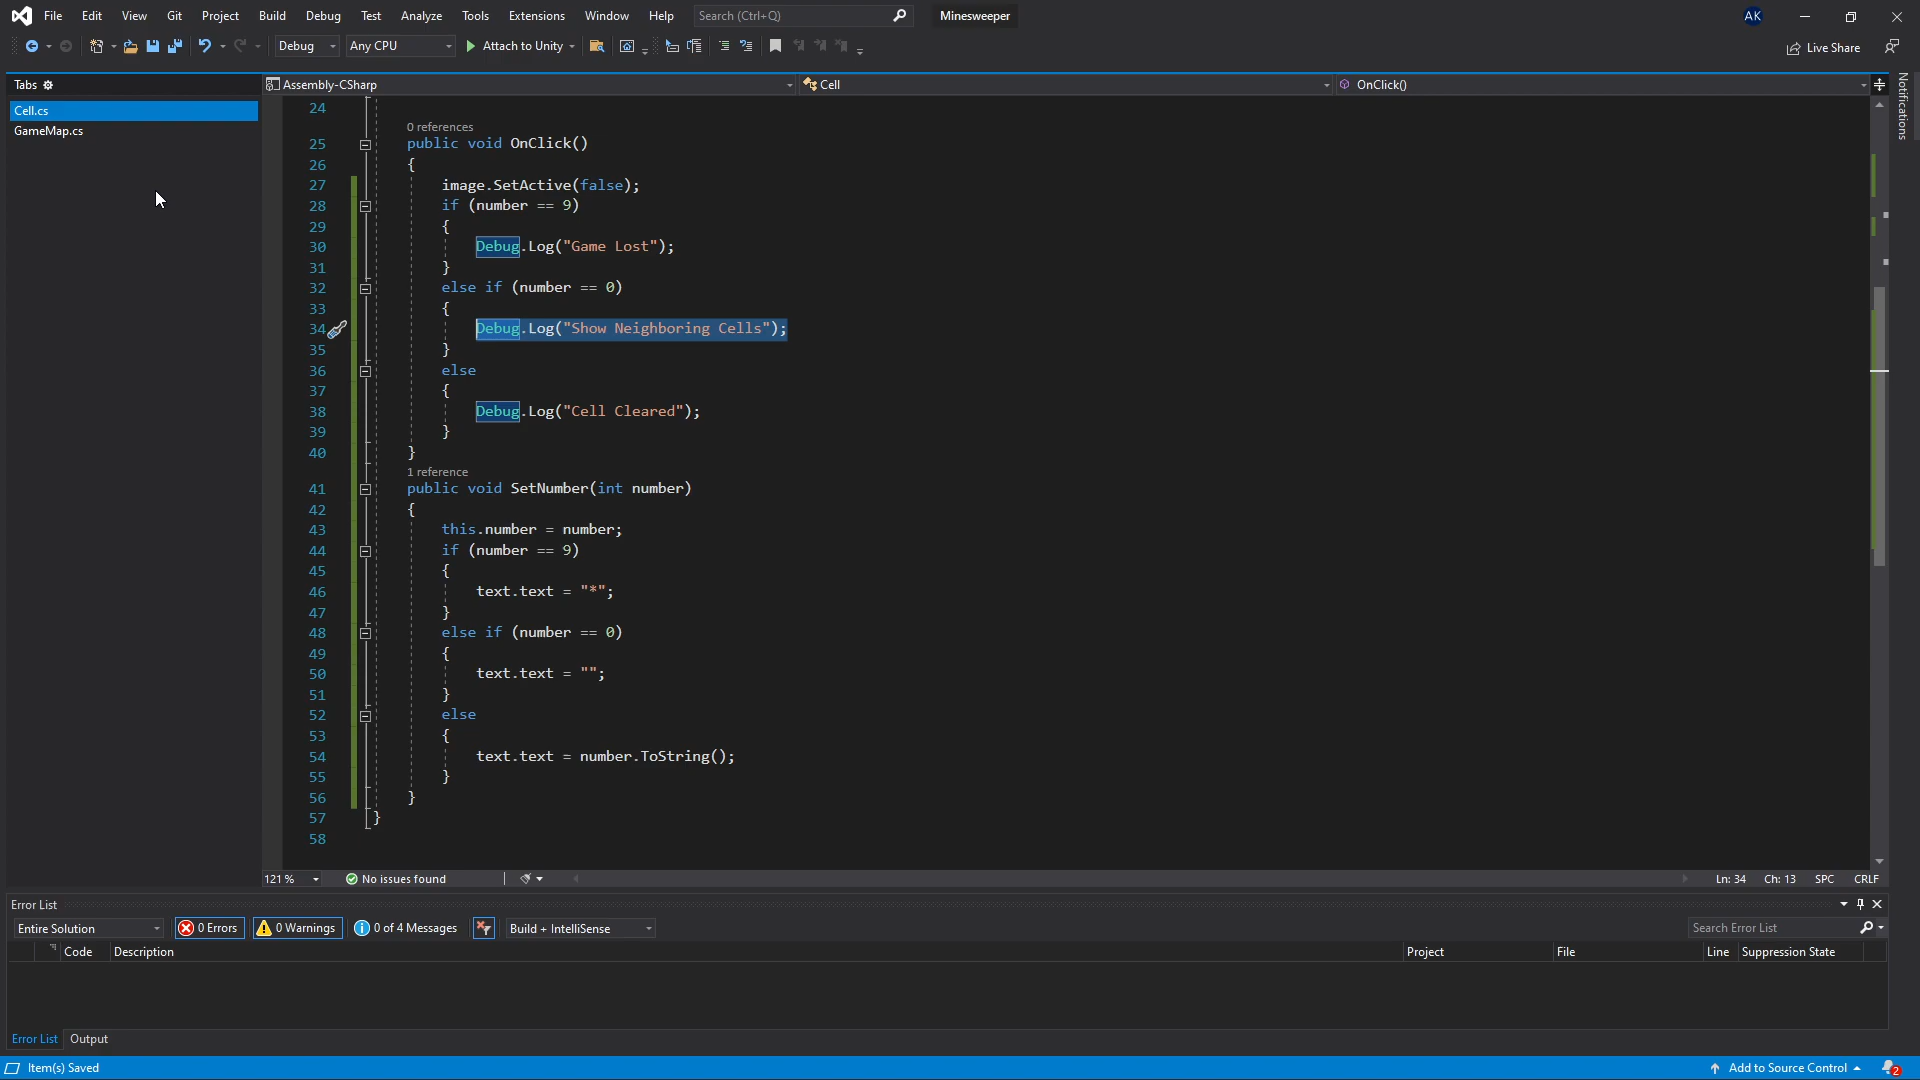 File Edit View Git Project Build Debug Test Analyze Tools Extensions Window Help Search (Ctrl+Q) Minesweeper AK
Debug Any CPU Attach to Unity Live Share
Tabs Assembly-CSharp Cell OnClick()
Notifications
Cell.cs
GameMap.cs
24
0 references
25 public void OnClick()
26 {
27 image.SetActive(false);
28 if (number == 9)
29 {
30 Debug.Log("Game Lost");
31 }
32 else if (number == 0)
33 {
34 Debug.Log("Show Neighboring Cells");
35 }
36 else
37 {
38 Debug.Log("Cell Cleared");
39 }
40 }
1 reference
41 public void SetNumber(int number)
42 {
43 this.number = number;
44 if (number == 9)
45 {
46 text.text = "*";
47 }
48 else if (number == 0)
49 {
50 text.text = "";
51 }
52 else
53 {
54 text.text = number.ToString();
55 }
56 }
57 }
58
121 % No issues found Ln: 34 Ch: 13 SPC CRLF
Error List
Entire Solution 0 Errors 0 Warnings 0 of 4 Messages Build + IntelliSense Search Error List
Code Description Project File Line Suppression State
Error List Output
Item(s) Saved Add to Source Control 2